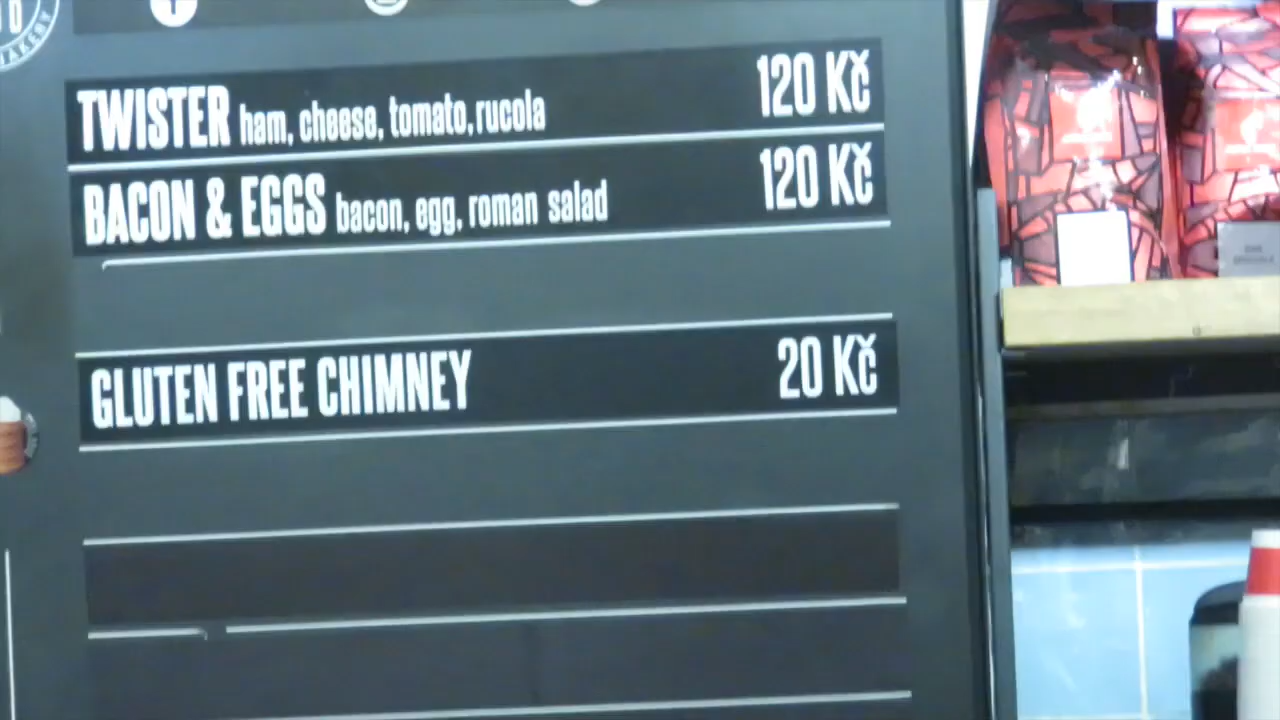 TWISTER ham, cheese, tomato, rucola 120 Kč
BACON & EGGS bacon, egg, roman salad 120 Kč
GLUTEN FREE CHIMNEY 20 Kč